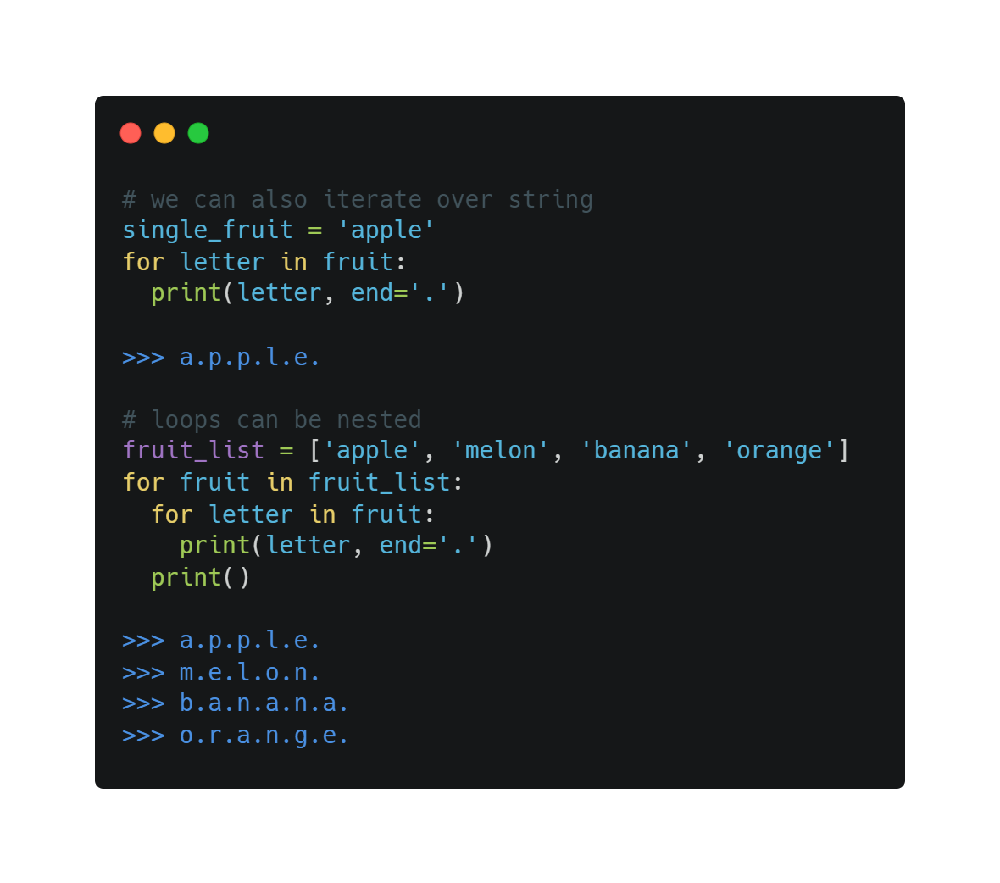 # we can also iterate over string
single_fruit = 'apple'
for letter in fruit:
  print(letter, end='.')

>>> a.p.p.l.e.

# loops can be nested
fruit_list = ['apple', 'melon', 'banana', 'orange']
for fruit in fruit_list:
  for letter in fruit:
    print(letter, end='.')
  print()

>>> a.p.p.l.e.
>>> m.e.l.o.n.
>>> b.a.n.a.n.a.
>>> o.r.a.n.g.e.